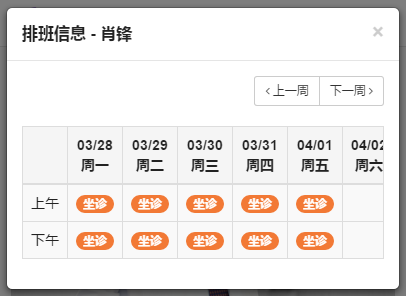 排班信息 - 肖锋 ×
‹ 上一周 下一周 ›
03/28 03/29 03/30 03/31 04/01 04/02
周一 周二 周三 周四 周五 周六
上午 坐诊 坐诊 坐诊 坐诊 坐诊
下午 坐诊 坐诊 坐诊 坐诊 坐诊